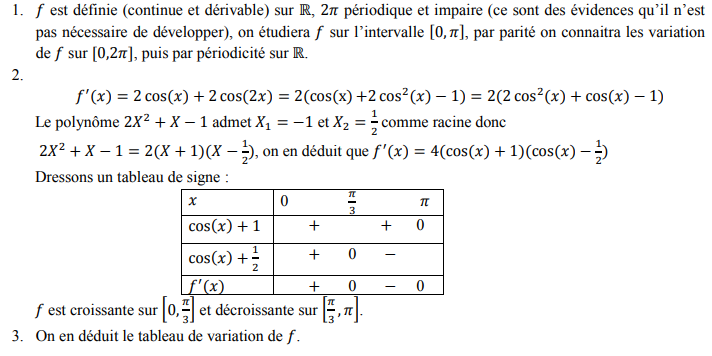 1. f est définie (continue et dérivable) sur ℝ, 2π périodique et impaire (ce sont des évidences qu’il n’est
pas nécessaire de développer), on étudiera f sur l’intervalle [0, π], par parité on connaitra les variation
de f sur [0,2π], puis par périodicité sur ℝ.
2.
f′(x) = 2 cos(x) + 2 cos(2x) = 2(cos(x) +2 cos²(x) − 1) = 2(2 cos²(x) + cos(x) − 1)
Le polynôme 2X² + X − 1 admet X₁ = −1 et X₂ = 1/2 comme racine donc
2X² + X − 1 = 2(X + 1)(X − 1/2), on en déduit que f′(x) = 4(cos(x) + 1)(cos(x) − 1/2)
Dressons un tableau de signe :
x 0 π/3 π
cos(x) + 1 + + 0
cos(x) + 1/2 + 0 −
f′(x) + 0 − 0
f est croissante sur [0, π/3] et décroissante sur [π/3, π].
3. On en déduit le tableau de variation de f.